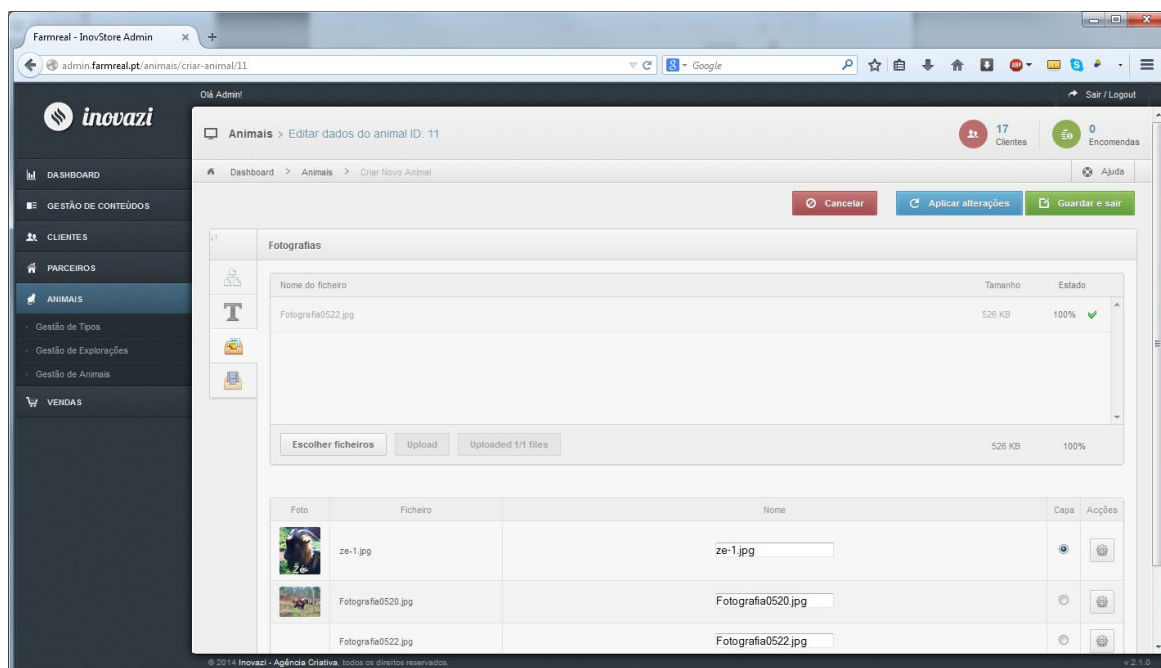 Farmreal - InovStore Admin
admin.farmreal.pt/animais/criar-animal/11
Google
Olá Admin!
Sair / Logout
inovazi
Animais > Editar dados do animal ID: 11
17
Clientes
0
Encomendas
Dashboard > Animais > Criar Novo Animal
Ajuda
DASHBOARD
GESTÃO DE CONTEÚDOS
CLIENTES
PARCEIROS
ANIMAIS
Gestão de Tipos
Gestão de Explorações
Gestão de Animais
VENDAS
Cancelar
Aplicar alterações
Guardar e sair
Fotografias
Nome do ficheiro Tamanho Estado
Fotografia0522.jpg 526 KB 100%
Escolher ficheiros Upload Uploaded 1/1 files 526 KB 100%
Foto Ficheiro Nome Capa Acções
Zé
ze-1.jpg ze-1.jpg
Fotografia0520.jpg Fotografia0520.jpg
Fotografia0522.jpg Fotografia0522.jpg
© 2014 Inovazi - Agência Criativa, todos os direitos reservados.
v 2.1.0